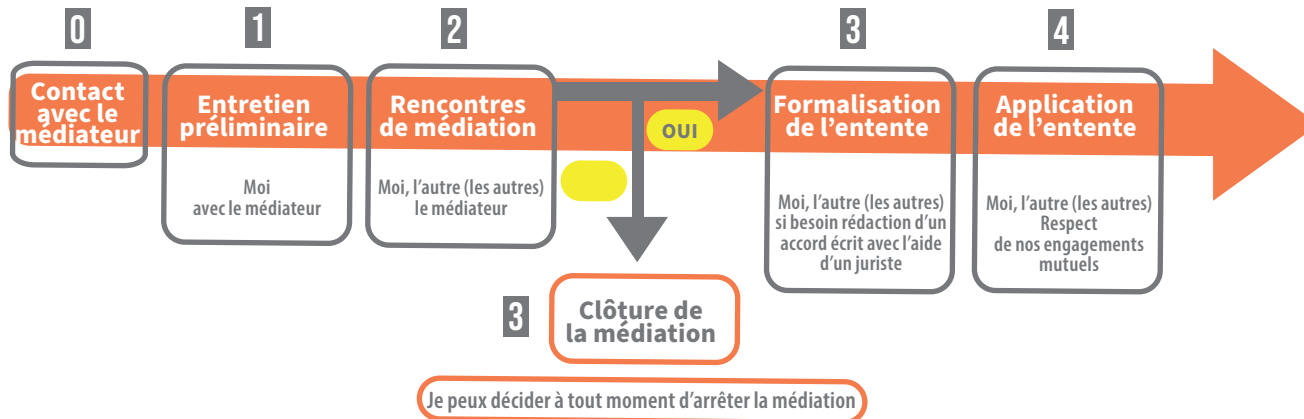 0
Contact
avec le
médiateur
1
Entretien
préliminaire
Moi
avec le médiateur
2
Rencontres
de médiation
Moi, l'autre (les autres)
le médiateur
OUI
3
Formalisation
de l'entente
Moi, l'autre (les autres)
si besoin rédaction d'un
accord écrit avec l'aide
d'un juriste
4
Application
de l'entente
Moi, l'autre (les autres)
Respect
de nos engagements
mutuels
3
Clôture de
la médiation
Je peux décider à tout moment d'arrêter la médiation